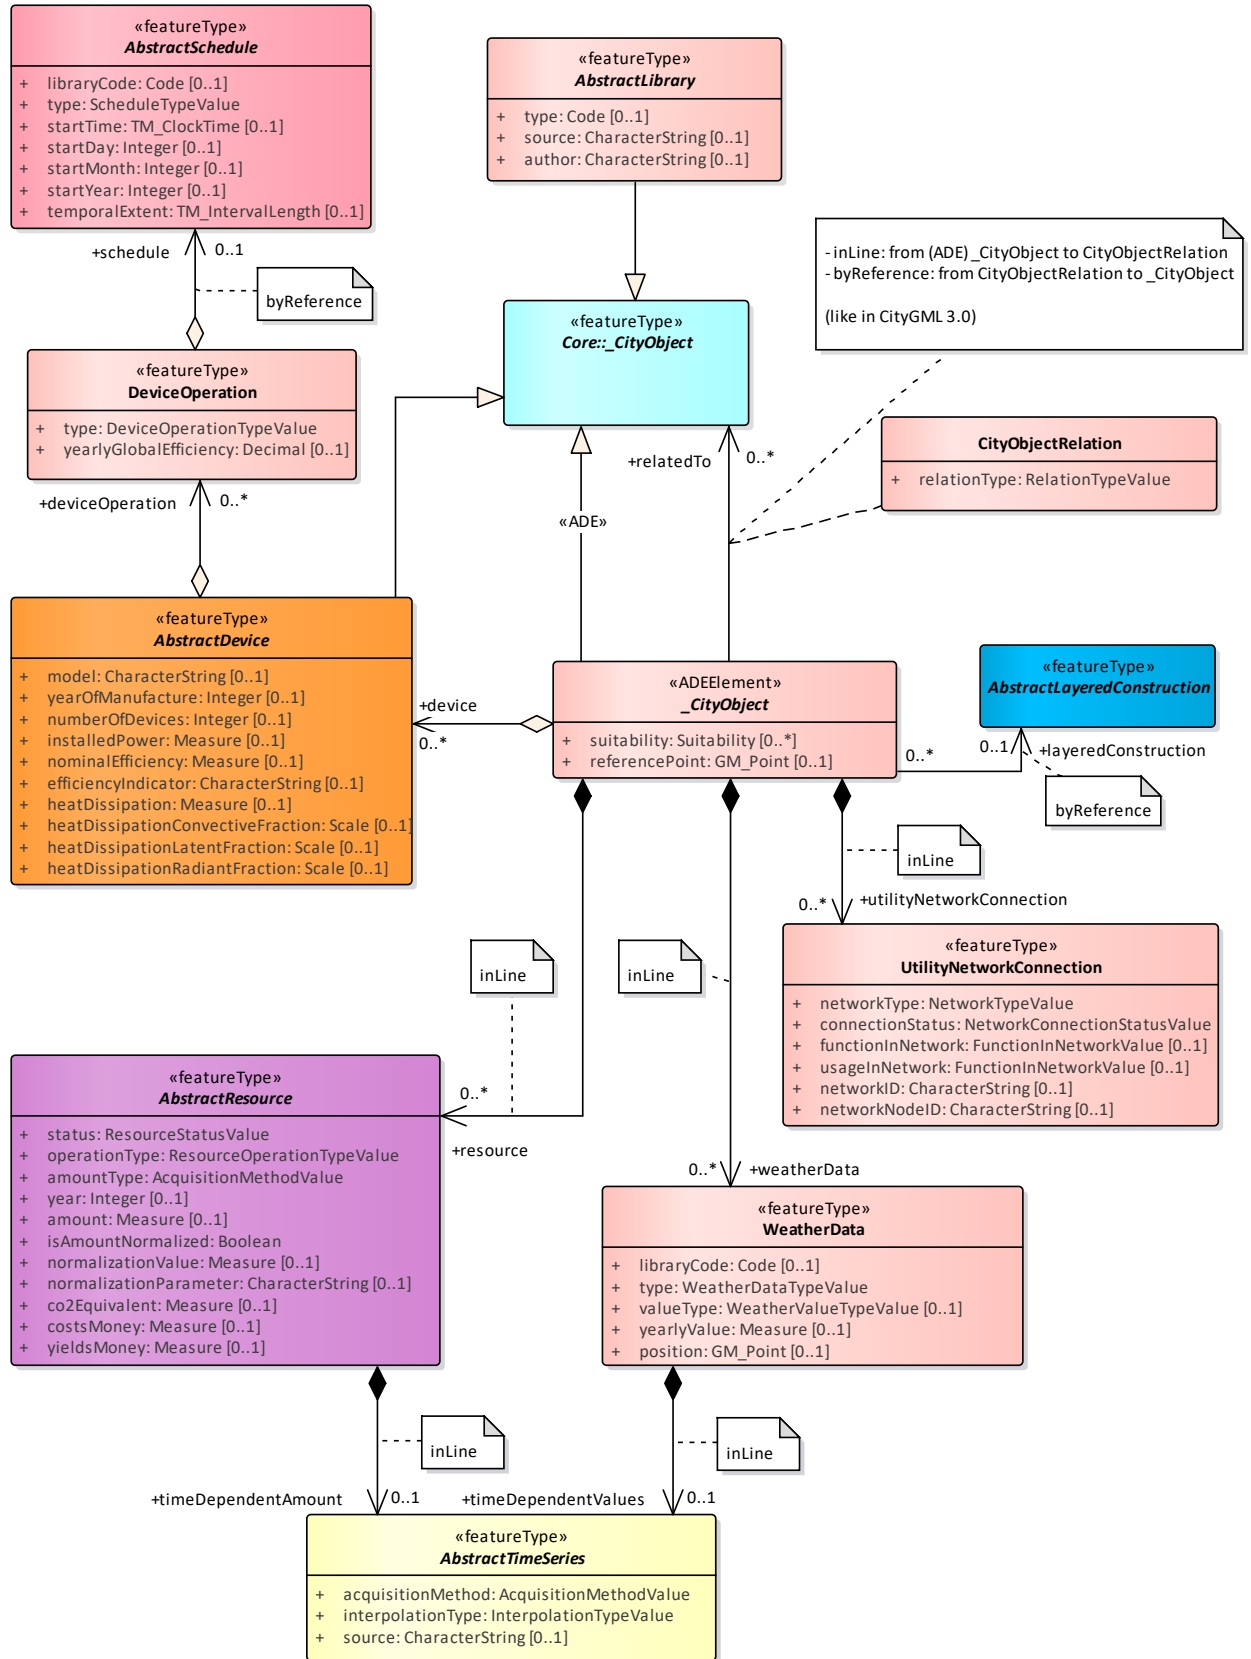 «featureType»
AbstractSchedule
+ libraryCode: Code [0..1]
+ type: ScheduleTypeValue
+ startTime: TM_ClockTime [0..1]
+ startDay: Integer [0..1]
+ startMonth: Integer [0..1]
+ startYear: Integer [0..1]
+ temporalExtent: TM_IntervalLength [0..1]
«featureType»
AbstractLibrary
+ type: Code [0..1]
+ source: CharacterString [0..1]
+ author: CharacterString [0..1]
+schedule
0..1
byReference
- inLine: from (ADE) _CityObject to CityObjectRelation
- byReference: from CityObjectRelation to _CityObject
(like in CityGML 3.0)
«featureType»
Core::_CityObject
«featureType»
DeviceOperation
+ type: DeviceOperationTypeValue
+ yearlyGlobalEfficiency: Decimal [0..1]
+relatedTo
0..*
CityObjectRelation
+ relationType: RelationTypeValue
+deviceOperation
0..*
«ADE»
«featureType»
AbstractDevice
+ model: CharacterString [0..1]
+ yearOfManufacture: Integer [0..1]
+ numberOfDevices: Integer [0..1]
+ installedPower: Measure [0..1]
+ nominalEfficiency: Measure [0..1]
+ efficiencyIndicator: CharacterString [0..1]
+ heatDissipation: Measure [0..1]
+ heatDissipationConvectiveFraction: Scale [0..1]
+ heatDissipationLatentFraction: Scale [0..1]
+ heatDissipationRadiantFraction: Scale [0..1]
+device
0..*
«ADEElement»
_CityObject
+ suitability: Suitability [0..*]
+ referencePoint: GM_Point [0..1]
«featureType»
AbstractLayeredConstruction
0..*
0..1
+layeredConstruction
byReference
inLine
0..*
+utilityNetworkConnection
«featureType»
UtilityNetworkConnection
+ networkType: NetworkTypeValue
+ connectionStatus: NetworkConnectionStatusValue
+ functionInNetwork: FunctionInNetworkValue [0..1]
+ usageInNetwork: FunctionInNetworkValue [0..1]
+ networkID: CharacterString [0..1]
+ networkNodeID: CharacterString [0..1]
inLine
inLine
«featureType»
AbstractResource
+ status: ResourceStatusValue
+ operationType: ResourceOperationTypeValue
+ amountType: AcquisitionMethodValue
+ year: Integer [0..1]
+ amount: Measure [0..1]
+ isAmountNormalized: Boolean
+ normalizationValue: Measure [0..1]
+ normalizationParameter: CharacterString [0..1]
+ co2Equivalent: Measure [0..1]
+ costsMoney: Measure [0..1]
+ yieldsMoney: Measure [0..1]
0..*
+resource
0..*
+weatherData
«featureType»
WeatherData
+ libraryCode: Code [0..1]
+ type: WeatherDataTypeValue
+ valueType: WeatherValueTypeValue [0..1]
+ yearlyValue: Measure [0..1]
+ position: GM_Point [0..1]
inLine
inLine
+timeDependentAmount
0..1
+timeDependentValues
0..1
«featureType»
AbstractTimeSeries
+ acquisitionMethod: AcquisitionMethodValue
+ interpolationType: InterpolationTypeValue
+ source: CharacterString [0..1]